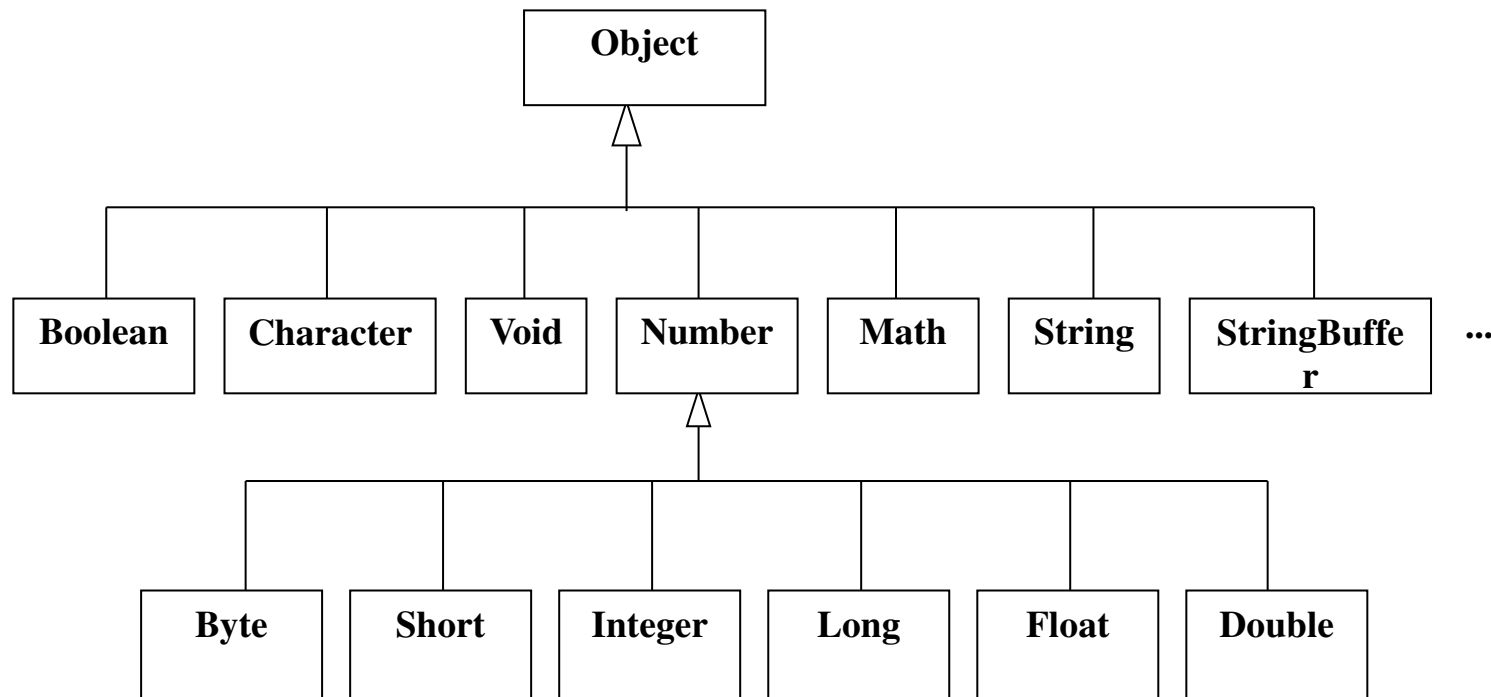 Object
Boolean
Character
Void
Number
Math
String
StringBuffe
r
...
Byte
Short
Integer
Long
Float
Double